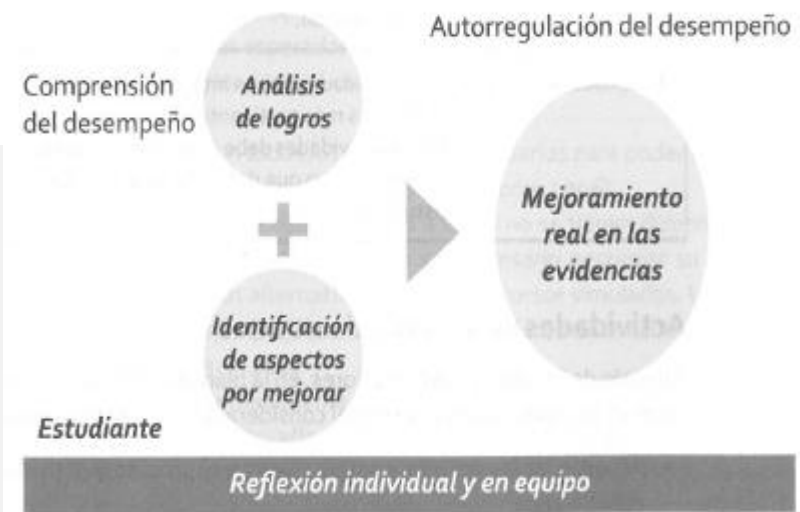 Autorregulación del desempeño
Comprensión
del desempeño
Análisis
de logros
Mejoramiento
real en las
evidencias
Identificación
de aspectos
por mejorar
Estudiante
Reflexión individual y en equipo